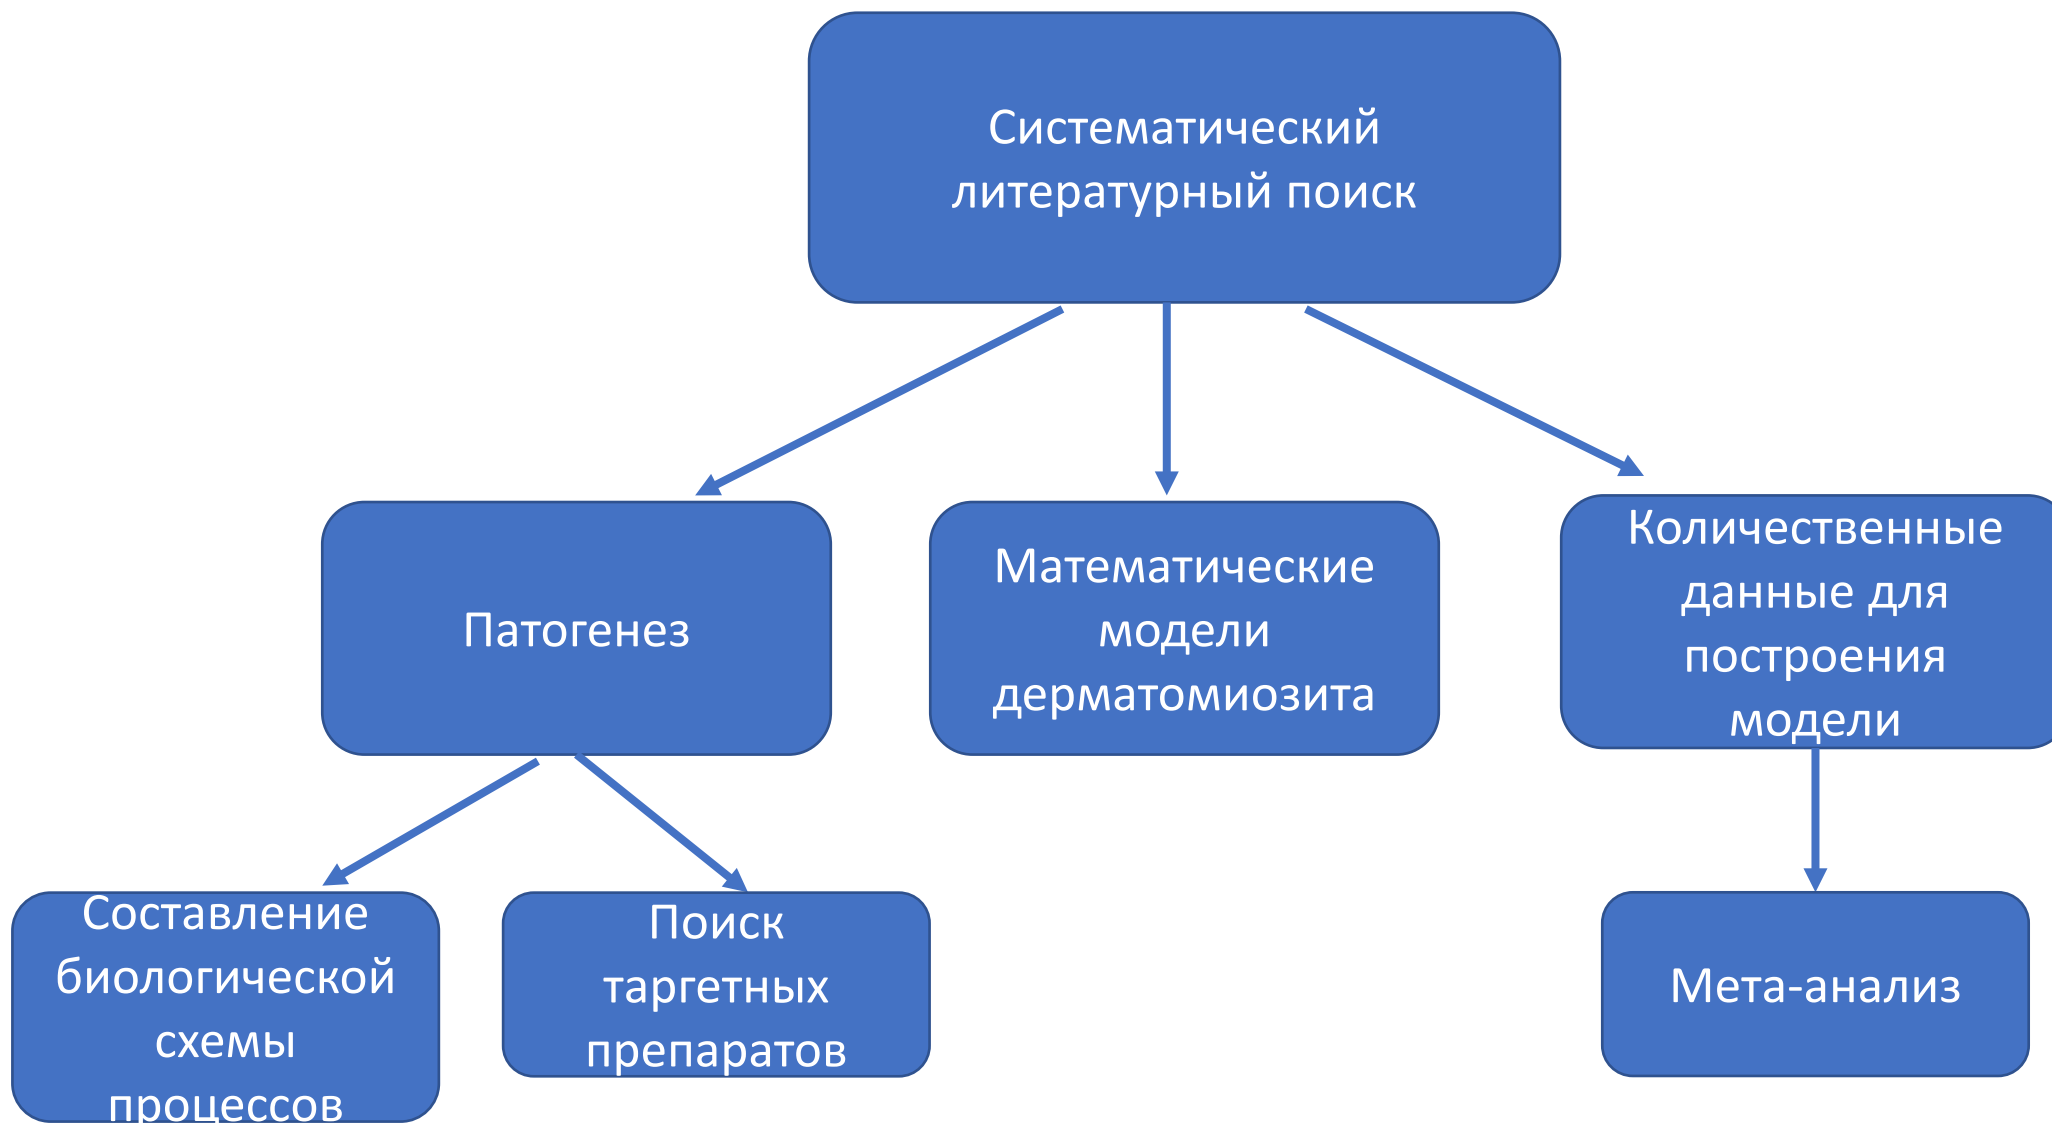 Систематический
литературный поиск
Патогенез
Математические
модели
дерматомиозита
Количественные
данные для
построения
модели
Составление
биологической
схемы
процессов
Поиск
таргетных
препаратов
Мета-анализ